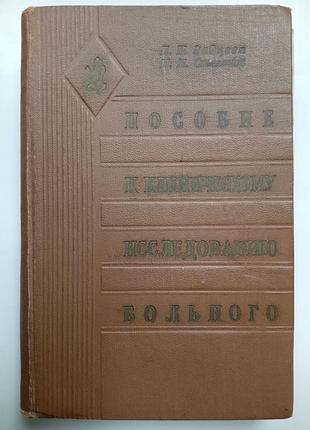 ПОСОБИЕ
К КЛИНИЧЕСКОМУ
ИССЛЕДОВАНИЮ
БОЛЬНОГО